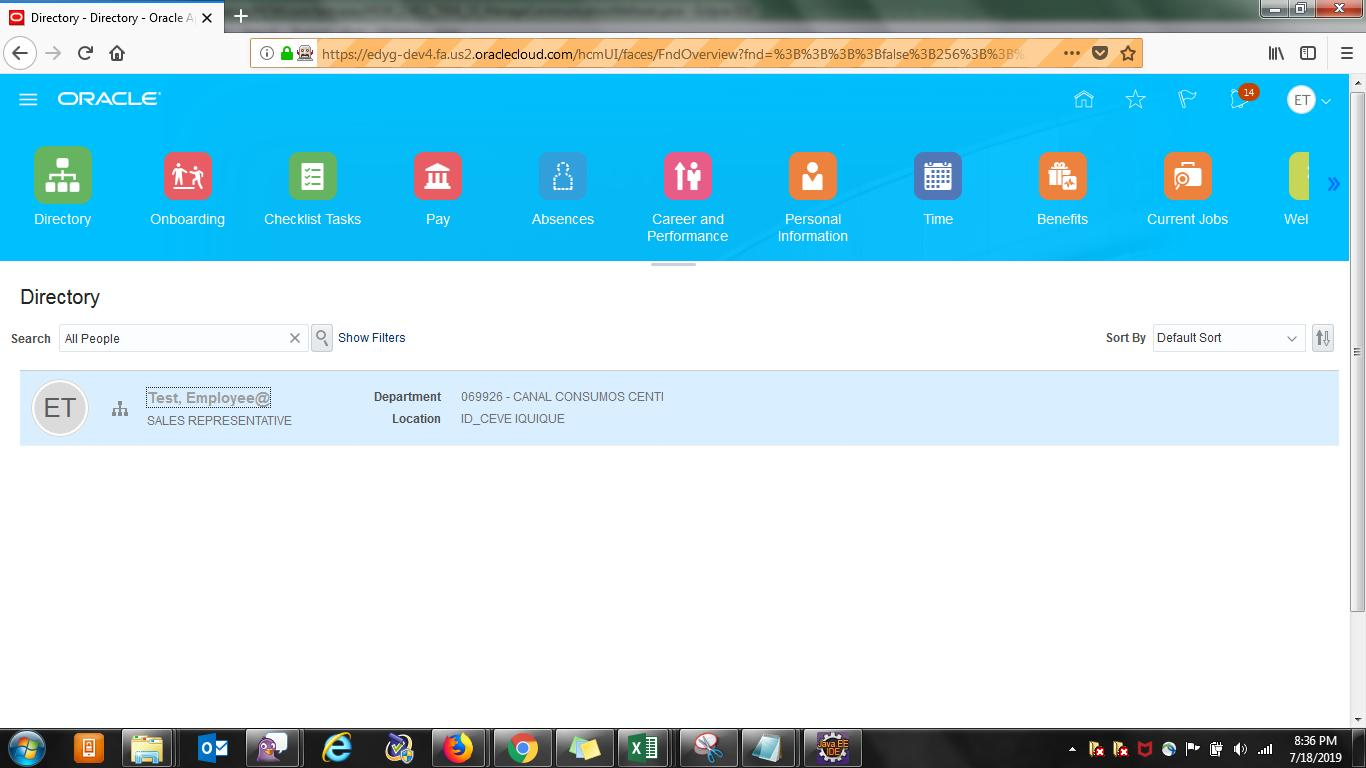 Directory - Directory - Oracle A
https://edyg-dev4.fa.us2.oraclecloud.com/hcmUI/faces/FndOverview?fnd=%3B%3B%3B%3Bfalse%3B256%3B%3B%
ORACLE
14
ET
Directory
Onboarding
Checklist Tasks
Pay
Absences
Career and
Performance
Personal
Information
Time
Benefits
Current Jobs
Wel
Directory
Search
All People
Show Filters
Sort By
Default Sort
ET
Test, Employee@
SALES REPRESENTATIVE
Department
069926 - CANAL CONSUMOS CENTI
Location
ID_CEVE IQUIQUE
Java EE
IDE
8:36 PM
7/18/2019